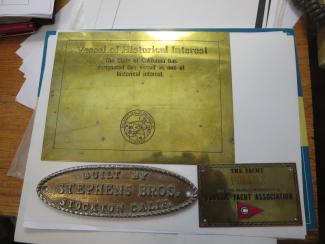 Vessel of Historical Interest
The State of California has
designated this vessel as one of
historical interest.
BUILT BY
STEPHENS BROS.
STOCKTON CALIF.
THE YACHT
CLASSIC YACHT ASSOCIATION